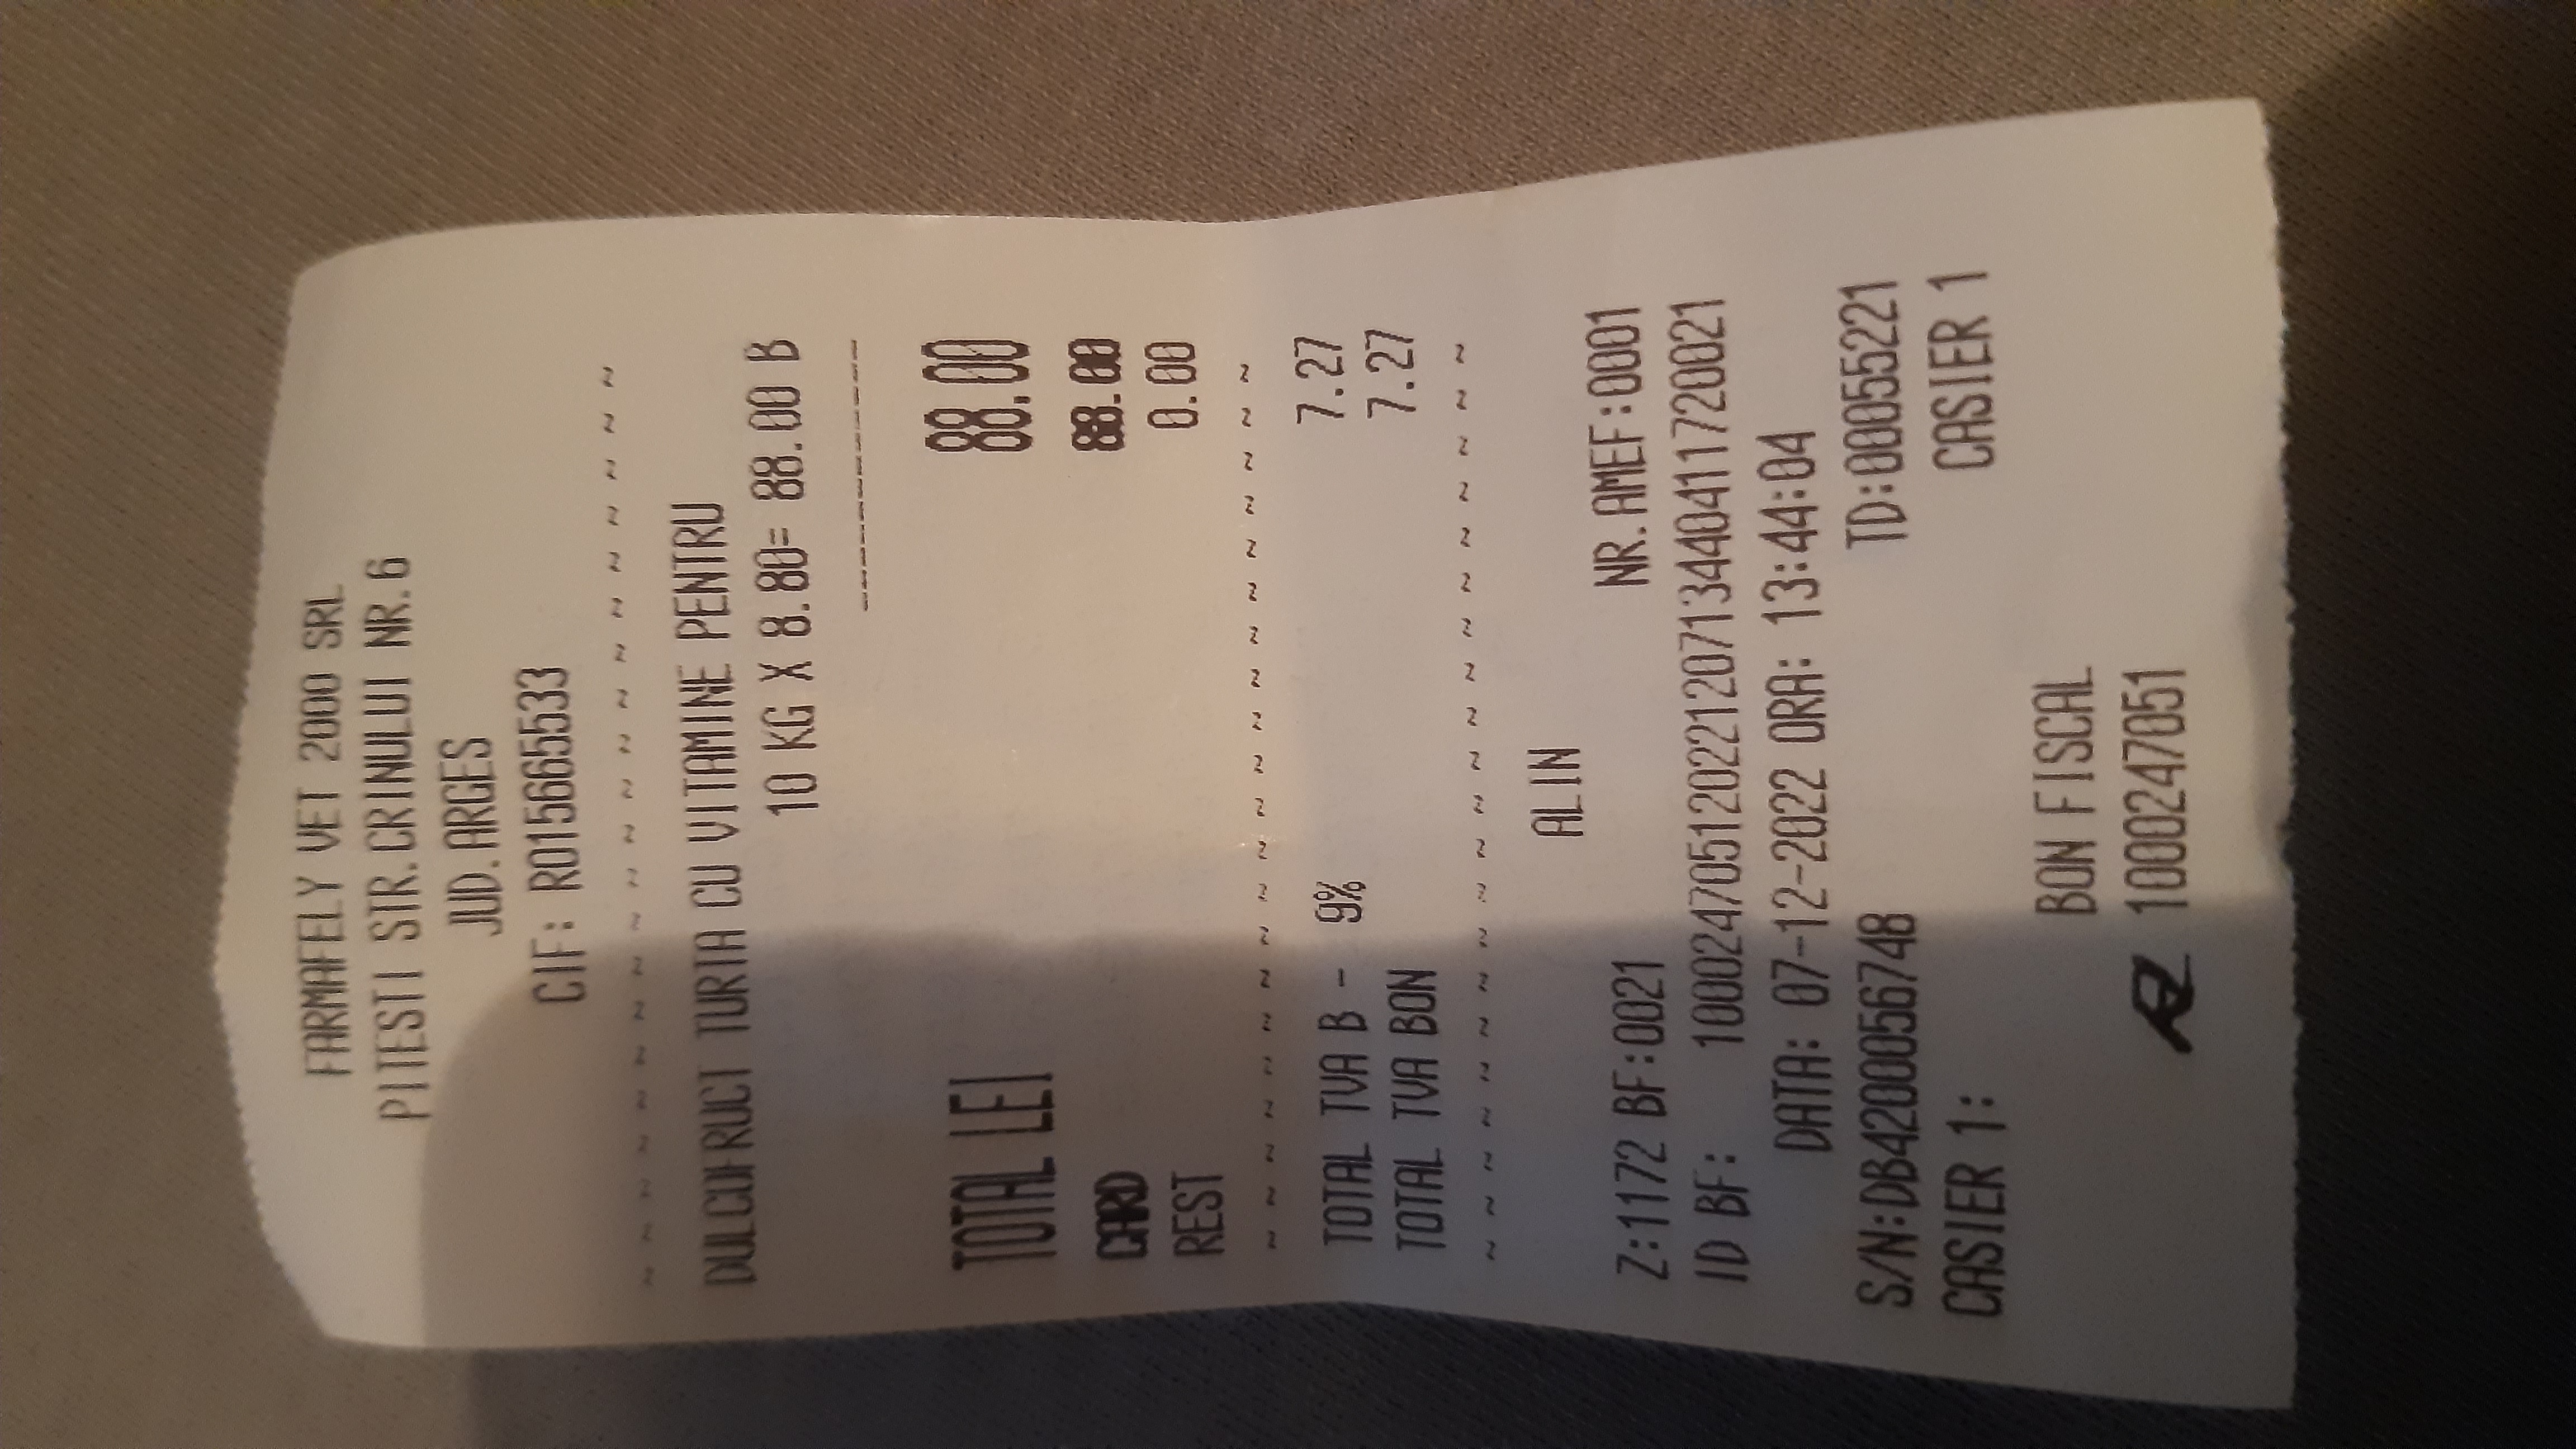 FARMAFELY VET 2000 SRL
PITESTI STR.CRINULUI NR.6
JUD.ARGES
CIF: RO15665533
~ ~ ~ ~ ~ ~ ~ ~ ~ ~ ~ ~ ~ ~ ~ ~ ~ ~ ~ ~ ~
DULCOFRUCT TURTA CU VITAMINE PENTRU
10 KG X 8.80= 88.00 B
TOTAL LEI 88.00
CARD 88.00
REST 0.00
~ ~ ~ ~ ~ ~ ~ ~ ~ ~ ~ ~ ~ ~ ~ ~ ~ ~ ~ ~ ~
TOTAL TVA B - 9% 7.27
TOTAL TVA BON 7.27
~ ~ ~ ~ ~ ~ ~ ~ ~ ~ ~ ~ ~ ~ ~ ~ ~ ~ ~ ~ ~
ALIN
Z:1172 BF:0021 NR.AMEF:0001
ID BF: 10002470512022120713440411720021
DATA: 07-12-2022 ORA: 13:44:04
S/N:DB4200056748 TD:00055221
CASIER 1: CASIER 1
BON FISCAL
1000247051